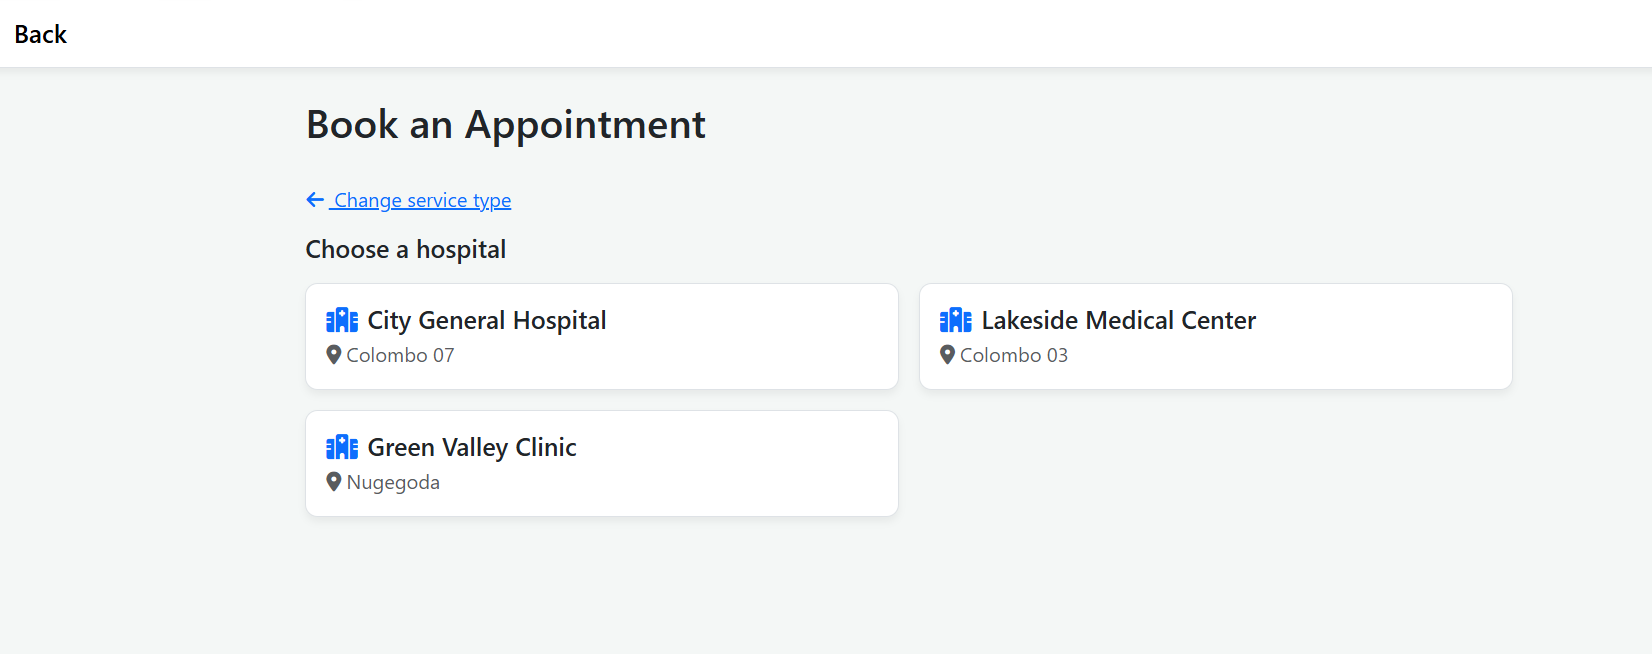 Back
Book an Appointment
Change service type
Choose a hospital
City General Hospital
Colombo 07
Lakeside Medical Center
Colombo 03
Green Valley Clinic
Nugegoda